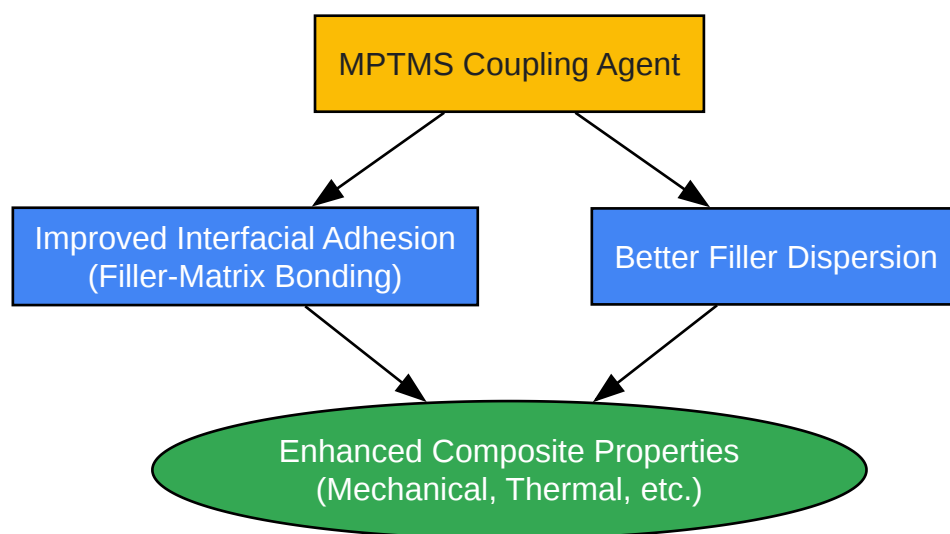 MPTMS Coupling Agent
Improved Interfacial Adhesion
(Filler-Matrix Bonding)
Better Filler Dispersion
Enhanced Composite Properties
(Mechanical, Thermal, etc.)